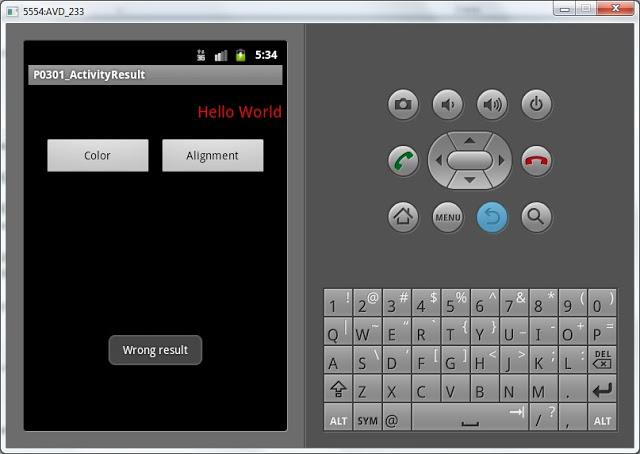 5554:AVD_233
3G 5:34
P0301_ActivityResult
Hello World
Color Alignment
Wrong result
MENU
1 ! 2 @ 3 # 4 $ 5 % 6 ^ 7 & 8 * 9 ( 0 )
Q | W ~ E " R ` T { Y } U _ I - O + P =
A S \ D ' F [ G ] H < J > K ; L : DEL
Z X C V B N M .
ALT SYM @ / ? , ALT